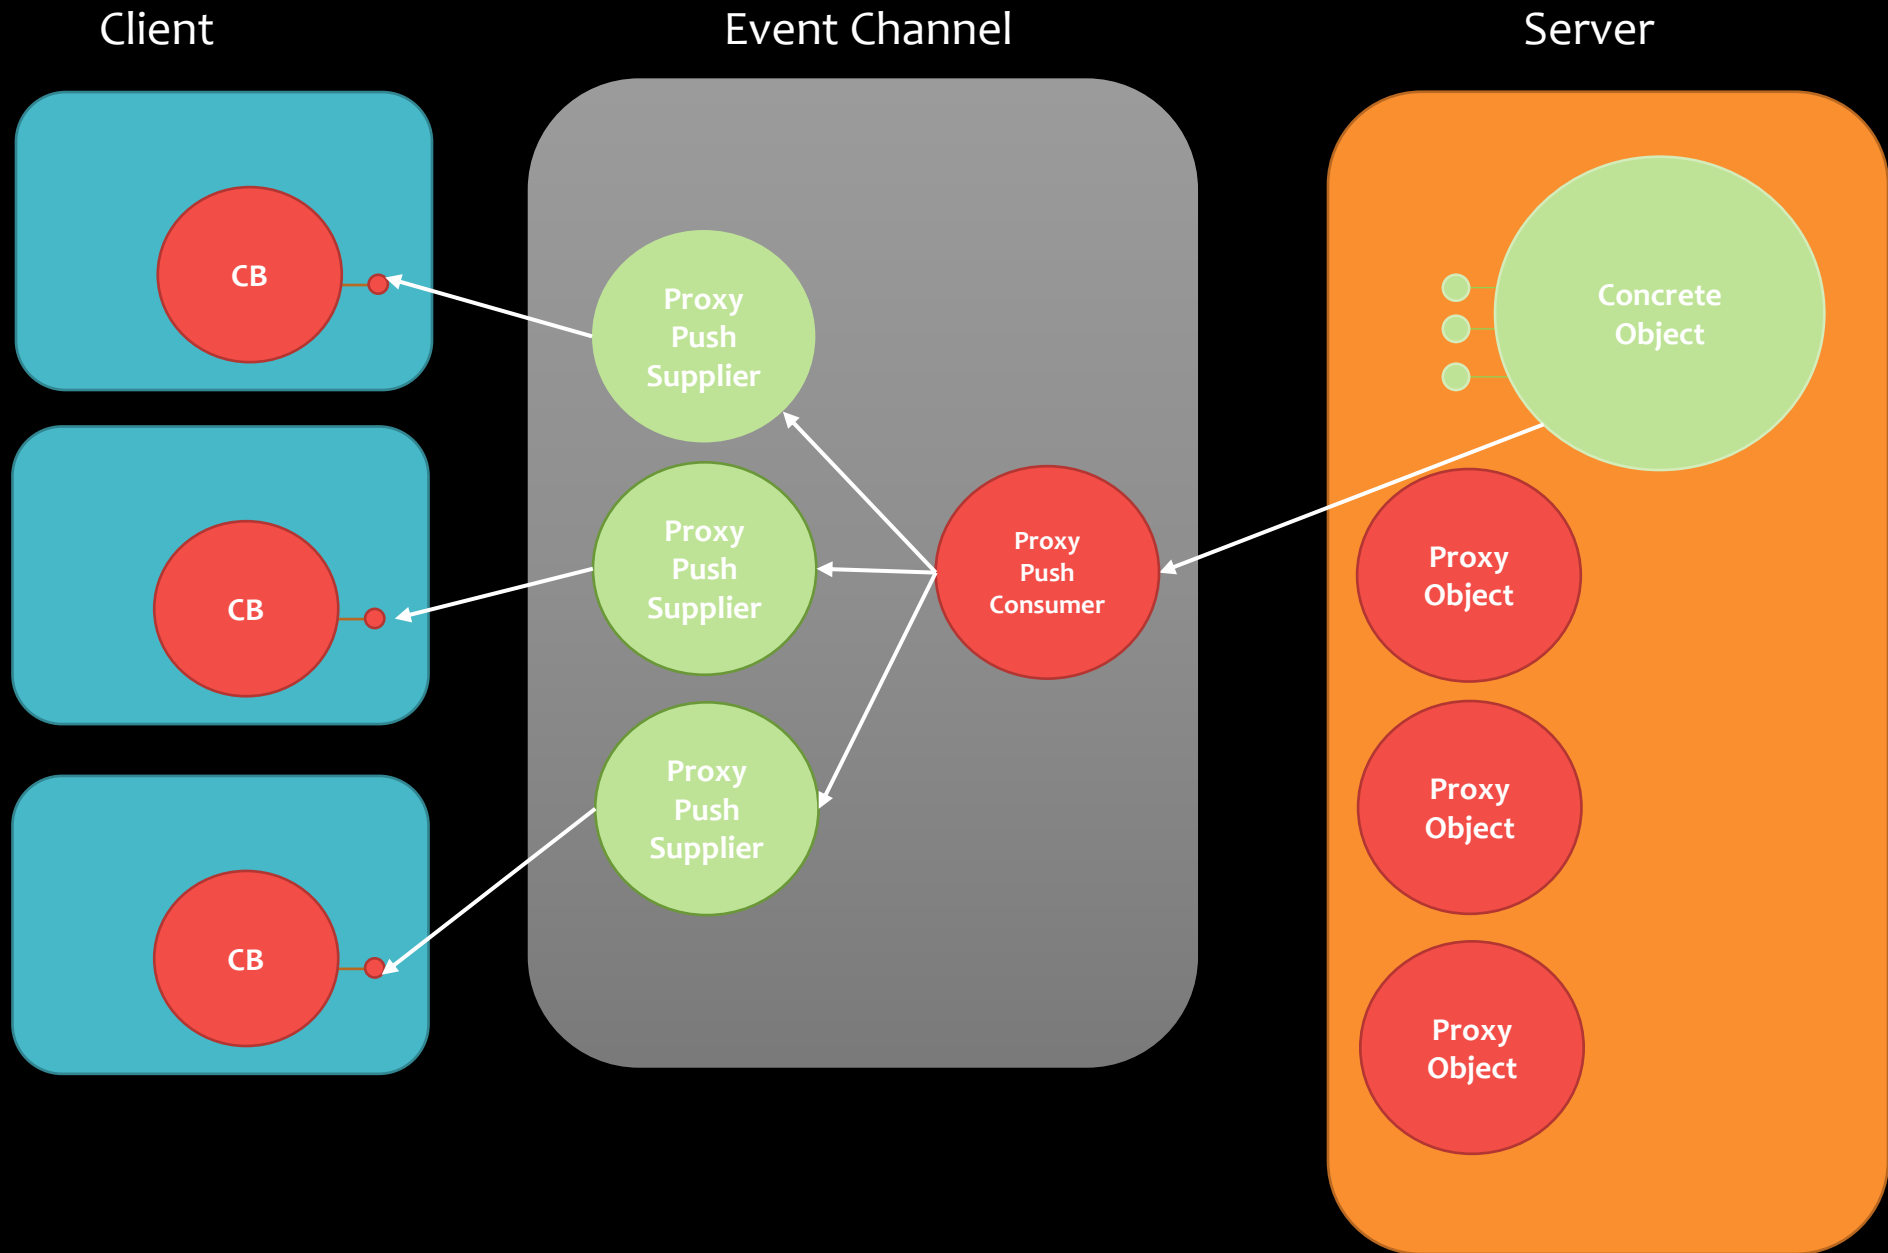 Client
Event Channel
Server
CB
CB
CB
Proxy
Push
Supplier
Proxy
Push
Supplier
Proxy
Push
Supplier
Proxy
Push
Consumer
Concrete
Object
Proxy
Object
Proxy
Object
Proxy
Object